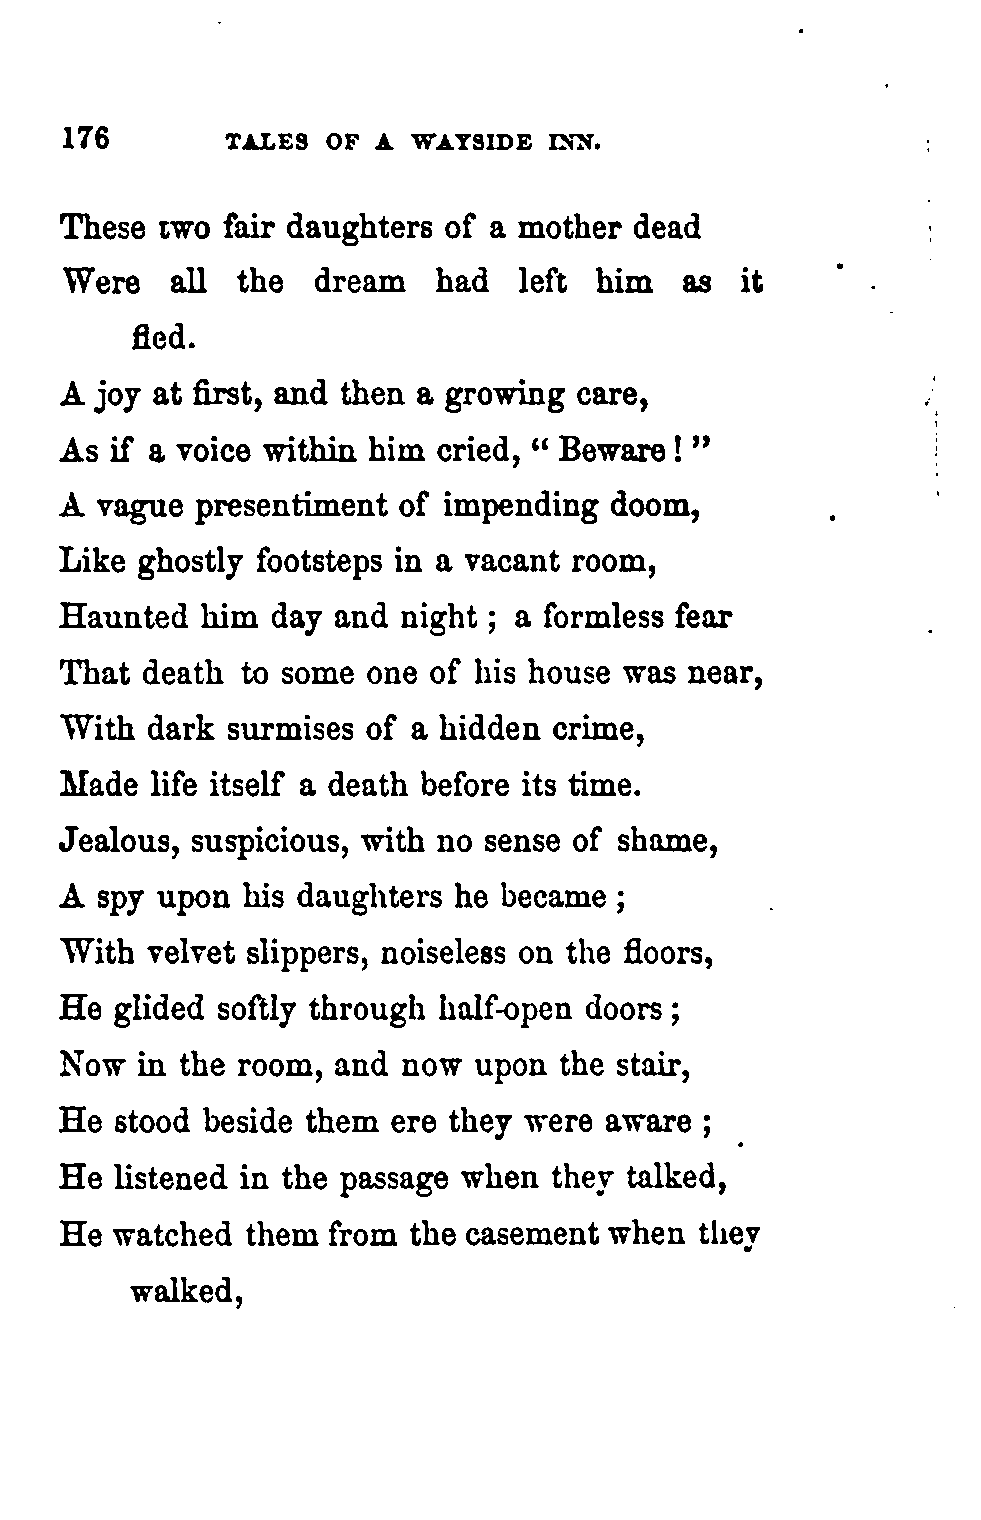 176 TALES OF A WAYSIDE INN.
These two fair daughters of a mother dead
Were all the dream had left him as it
fled.
A joy at first, and then a growing care,
As if a voice within him cried, “ Beware ! ”
A vague presentiment of impending doom,
Like ghostly footsteps in a vacant room,
Haunted him day and night ; a formless fear
That death to some one of his house was near,
With dark surmises of a hidden crime,
Made life itself a death before its time.
Jealous, suspicious, with no sense of shame,
A spy upon his daughters he became ;
With velvet slippers, noiseless on the floors,
He glided softly through half-open doors ;
Now in the room, and now upon the stair,
He stood beside them ere they were aware ;
He listened in the passage when they talked,
He watched them from the casement when they
walked,